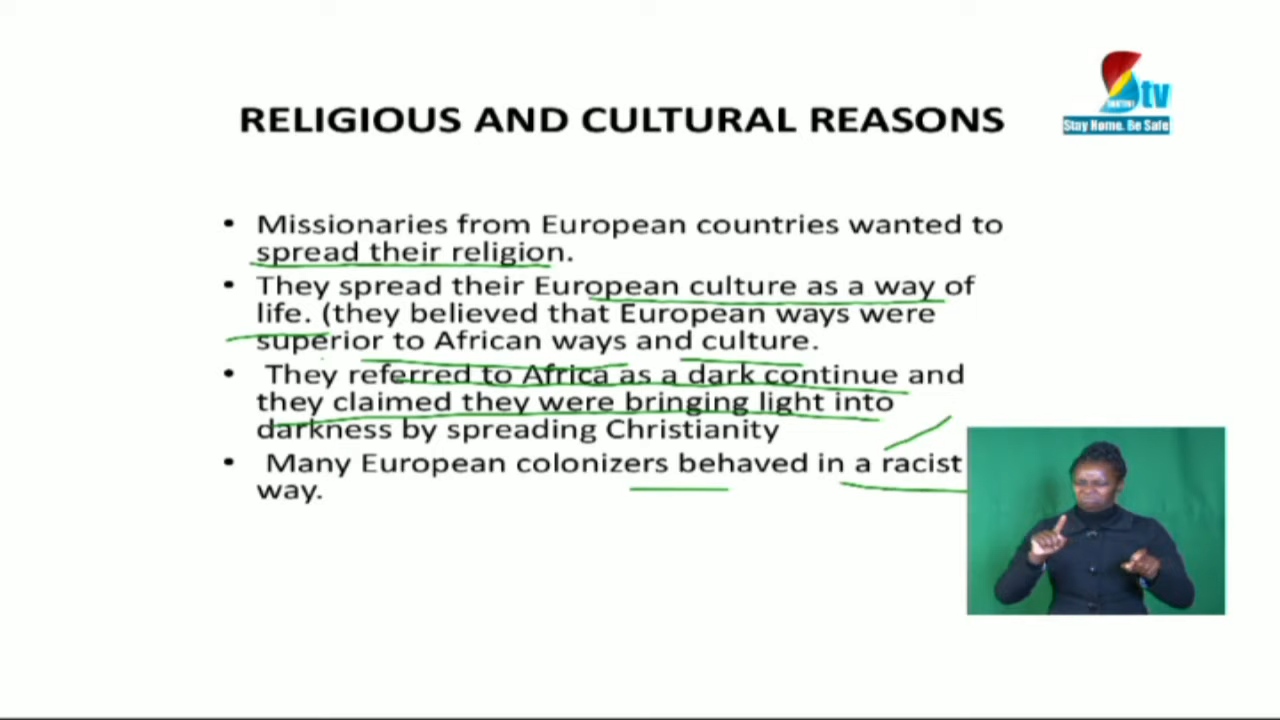 tv
Stay Home. Be Safe
RELIGIOUS AND CULTURAL REASONS
• Missionaries from European countries wanted to
spread their religion.
• They spread their European culture as a way of
life. (they believed that European ways were
superior to African ways and culture.
• They referred to Africa as a dark continue and
they claimed they were bringing light into
darkness by spreading Christianity
• Many European colonizers behaved in a racist
way.